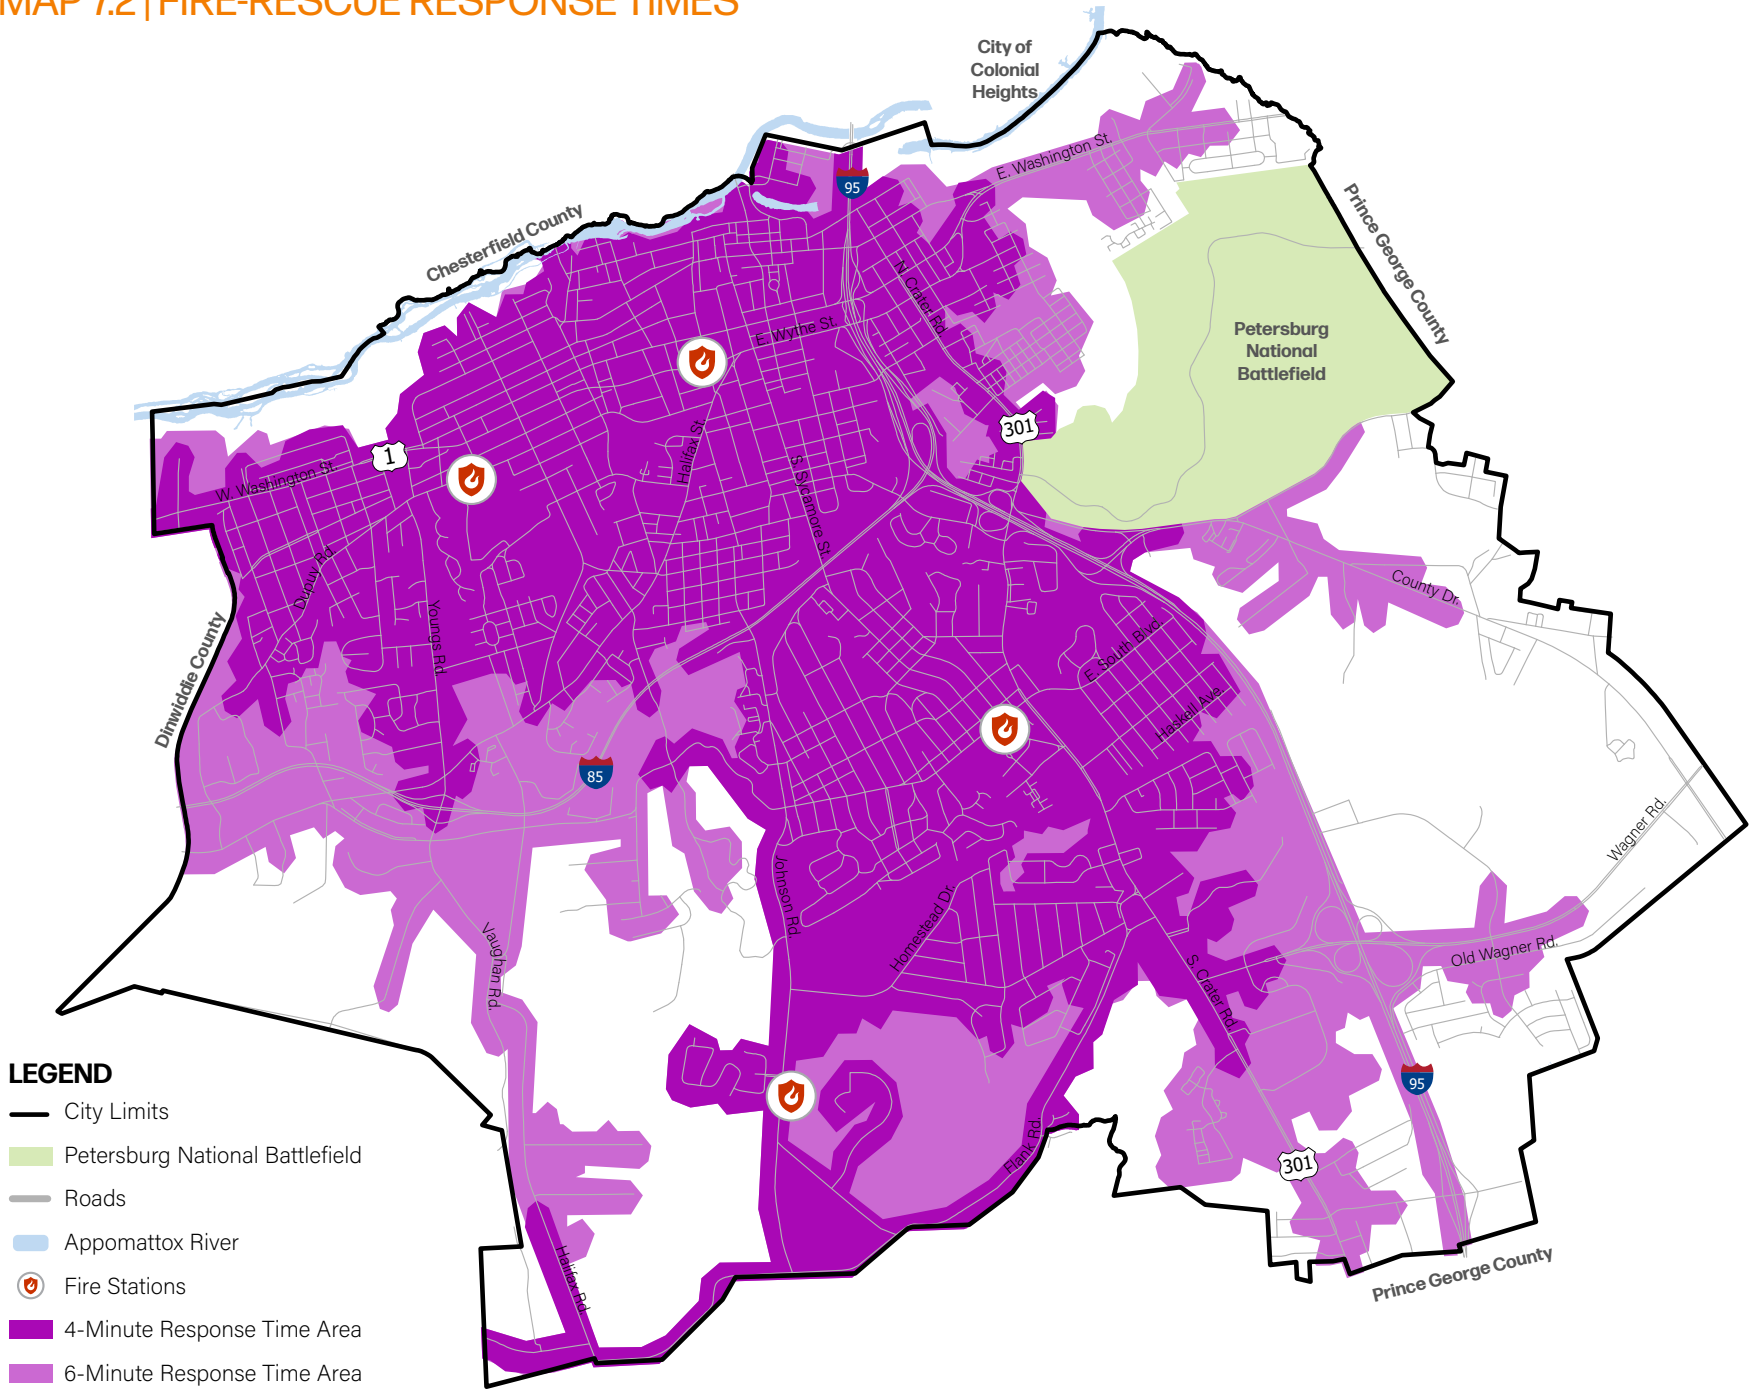 MAP 7.2 | FIRE-RESCUE RESPONSE TIMES
City of
Colonial
Heights
E. Washington St.
95
Prince George County
Chesterfield County
N. Crater Rd.
Petersburg
National
Battlefield
E. Wythe St.
301
1
Halifax St.
W. Washington St.
S. Sycamore St.
Dupuy Rd.
County Dr.
Youngs Rd.
E. South Blvd.
Dinwiddie County
Haskell Ave.
85
Wagner Rd.
Johnson Rd.
Homestead Dr.
Vaughan Rd.
Old Wagner Rd.
S. Crater Rd.
95
Flank Rd.
301
Halifax Rd.
Prince George County
LEGEND
City Limits
Petersburg National Battlefield
Roads
Appomattox River
Fire Stations
4-Minute Response Time Area
6-Minute Response Time Area